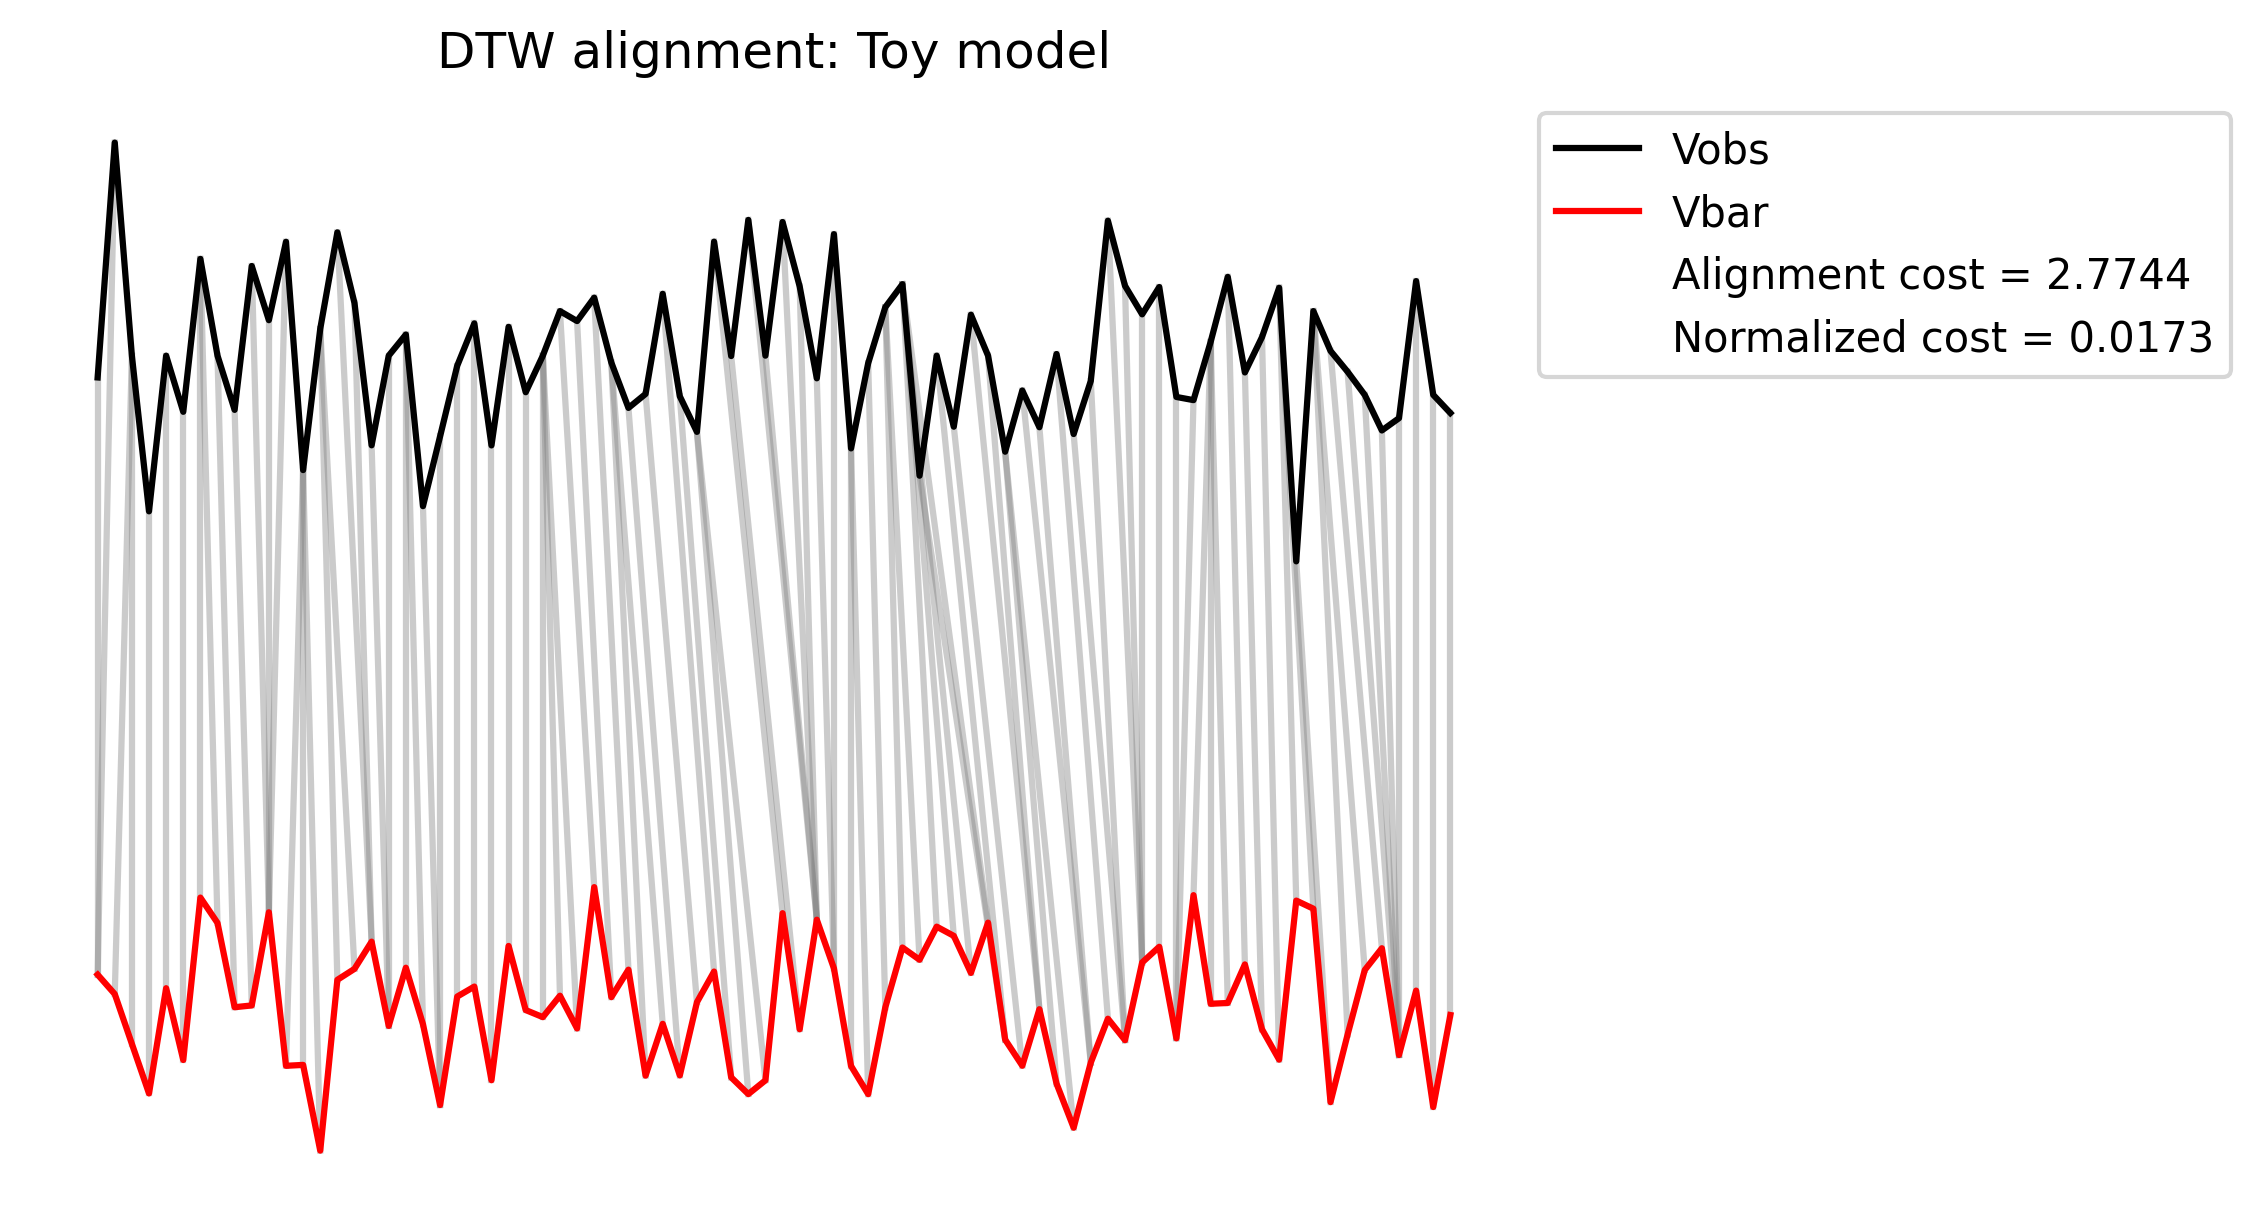 DTW alignment: Toy model
Vobs
Vbar
Alignment cost = 2.7744
Normalized cost = 0.0173